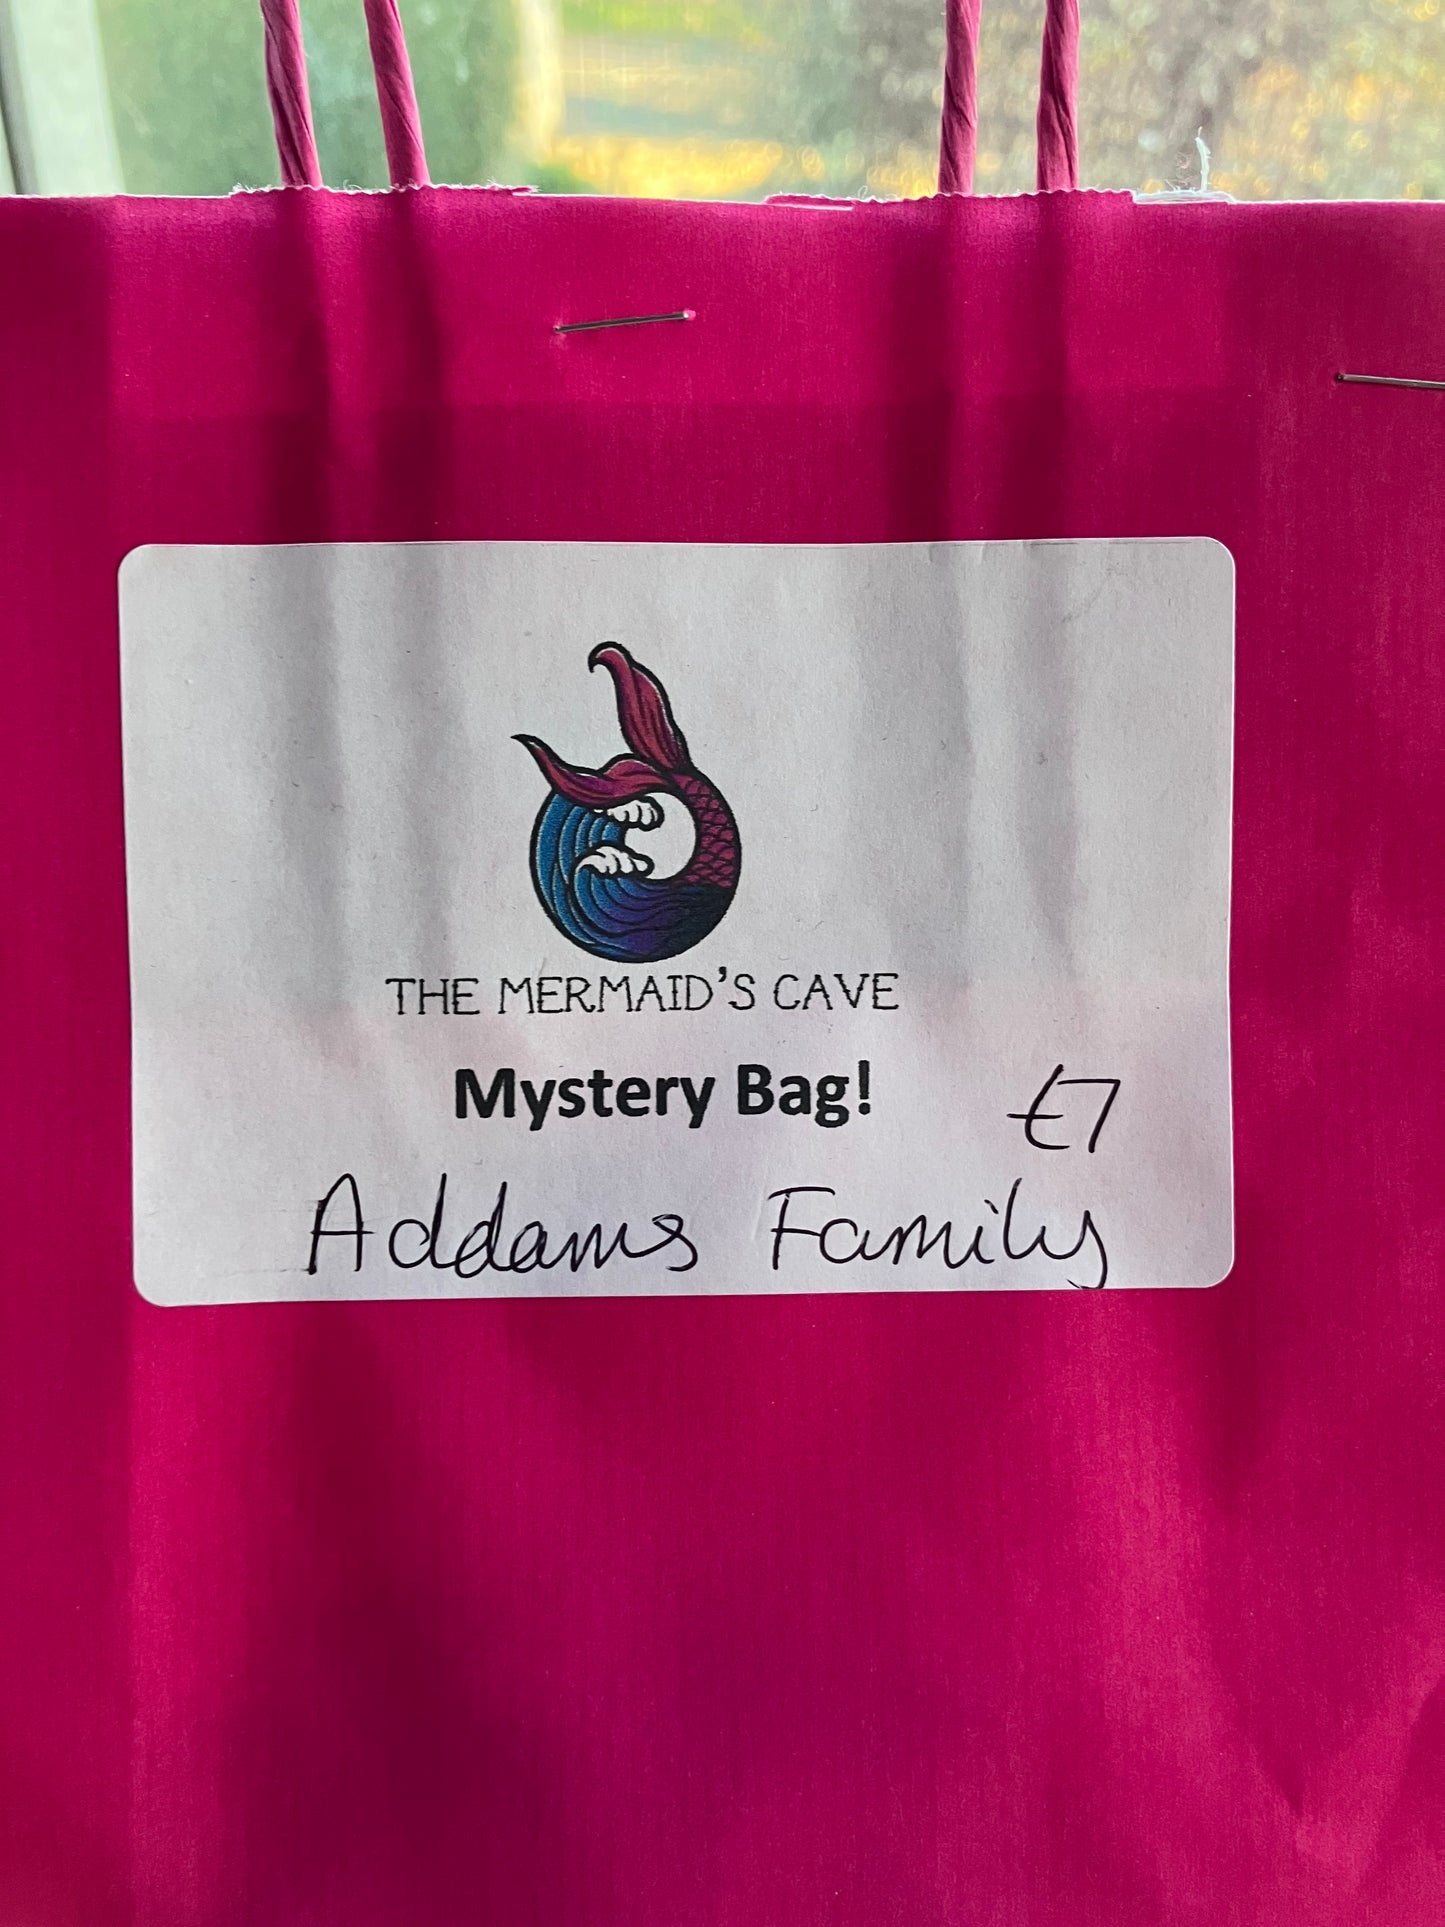 THE MERMAID'S CAVE
Mystery Bag!
£7
Addams Family